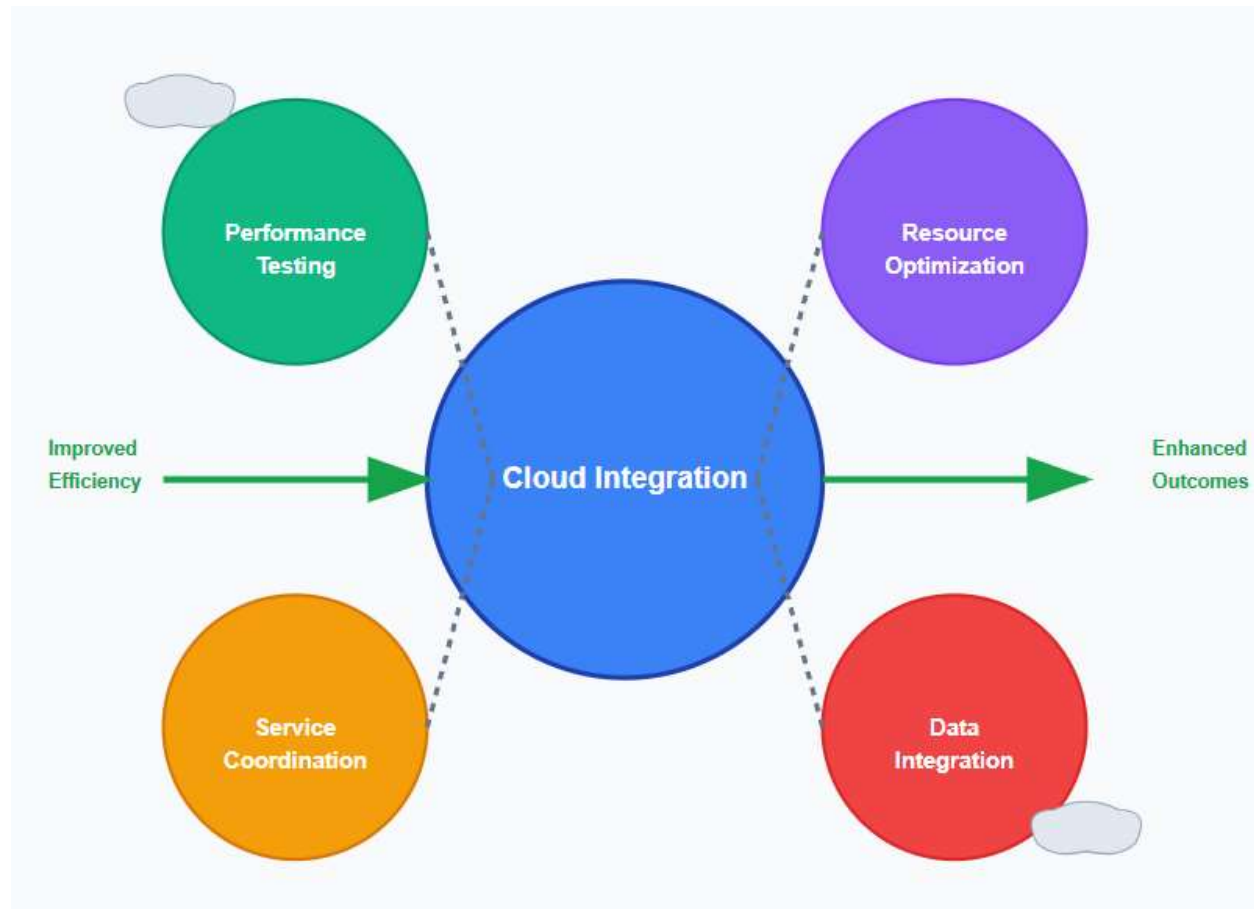 Performance
Testing
Resource
Optimization
Improved
Efficiency
Cloud Integration
Enhanced
Outcomes
Service
Coordination
Data
Integration